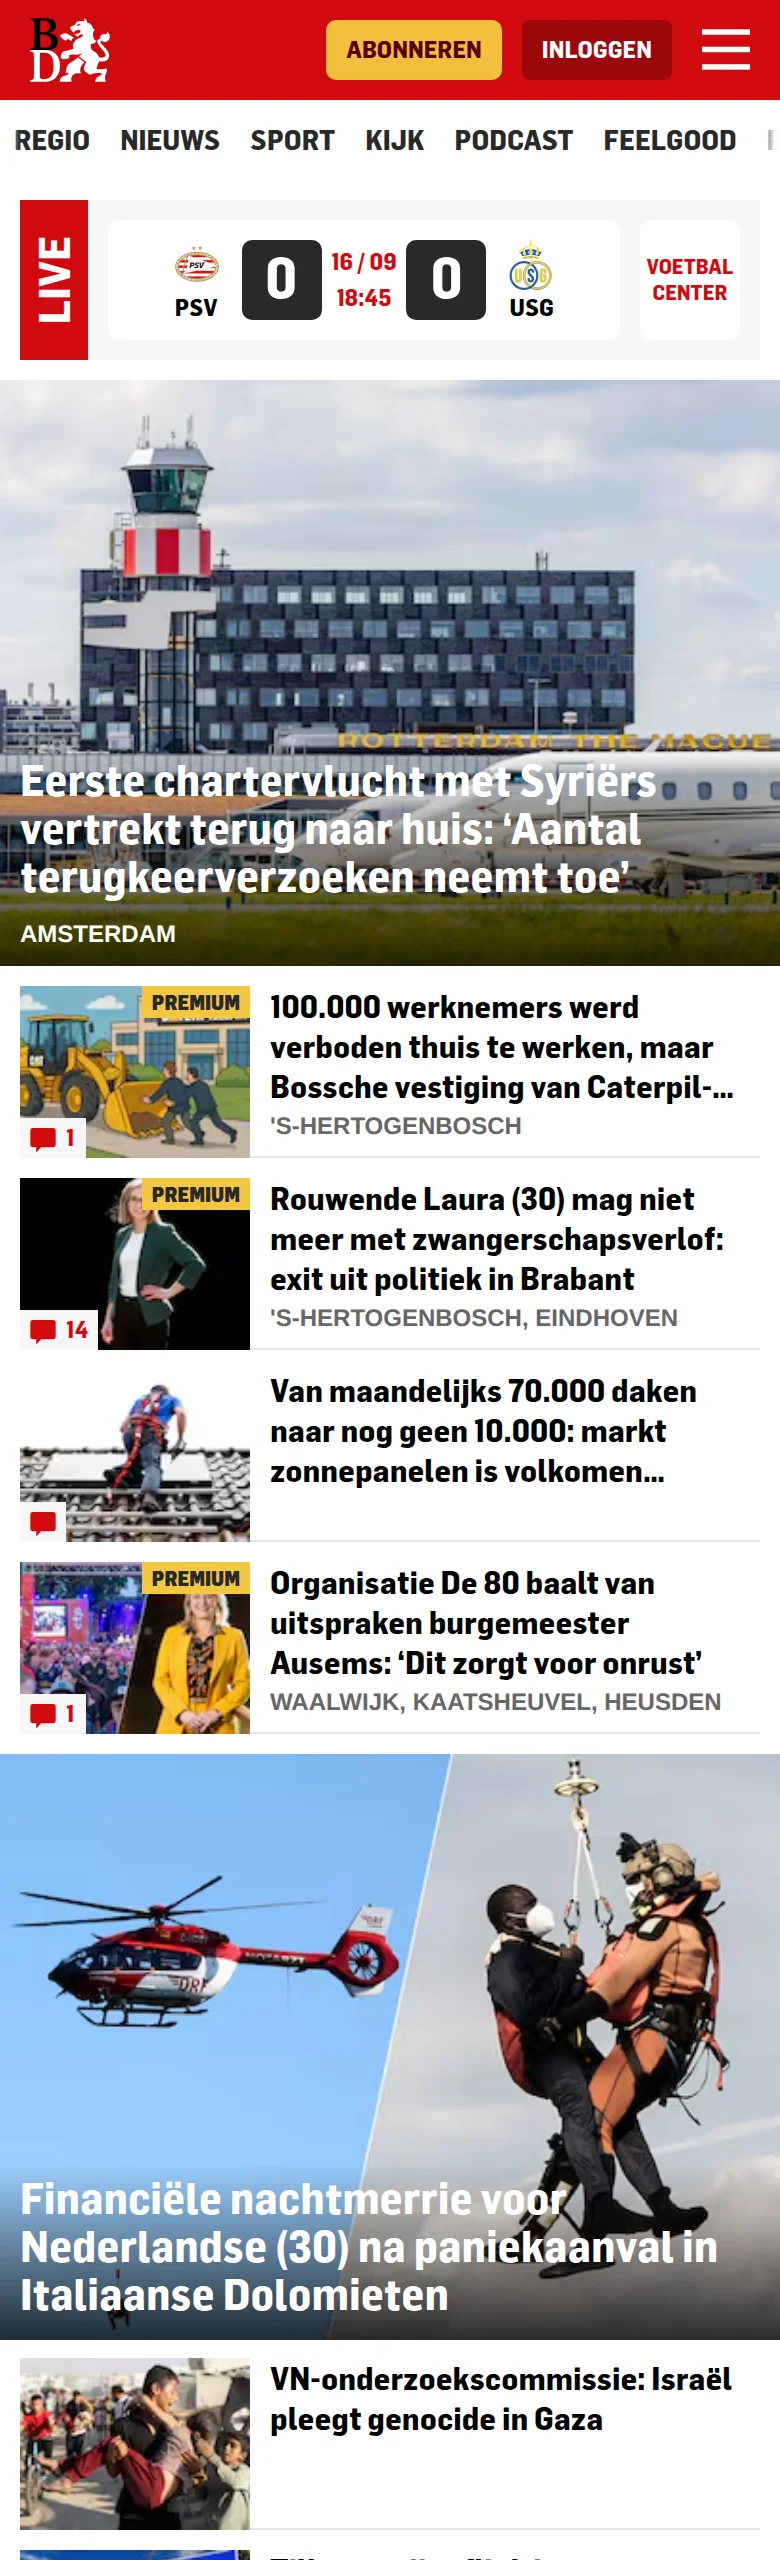 BD
ABONNEREN
INLOGGEN
REGIO NIEUWS SPORT KIJK PODCAST FEELGOOD
LIVE
PSV
PSV
0
16 / 09
18:45
0
USG
USG
VOETBAL
CENTER
ROTTERDAM THE HAGUE
Eerste chartervlucht met Syriërs
vertrekt terug naar huis: ‘Aantal
terugkeerverzoeken neemt toe’
AMSTERDAM
PREMIUM
CAT
1
100.000 werknemers werd
verboden thuis te werken, maar
Bossche vestiging van Caterpil-...
'S-HERTOGENBOSCH
PREMIUM
14
Rouwende Laura (30) mag niet
meer met zwangerschapsverlof:
exit uit politiek in Brabant
'S-HERTOGENBOSCH, EINDHOVEN
Van maandelijks 70.000 daken
naar nog geen 10.000: markt
zonnepanelen is volkomen...
PREMIUM
1
Organisatie De 80 baalt van
uitspraken burgemeester
Ausems: ‘Dit zorgt voor onrust’
WAALWIJK, KAATSHEUVEL, HEUSDEN
DRF
NOTARZT
DRF
Financiële nachtmerrie voor
Nederlandse (30) na paniekaanval in
Italiaanse Dolomieten
VN-onderzoekscommissie: Israël
pleegt genocide in Gaza